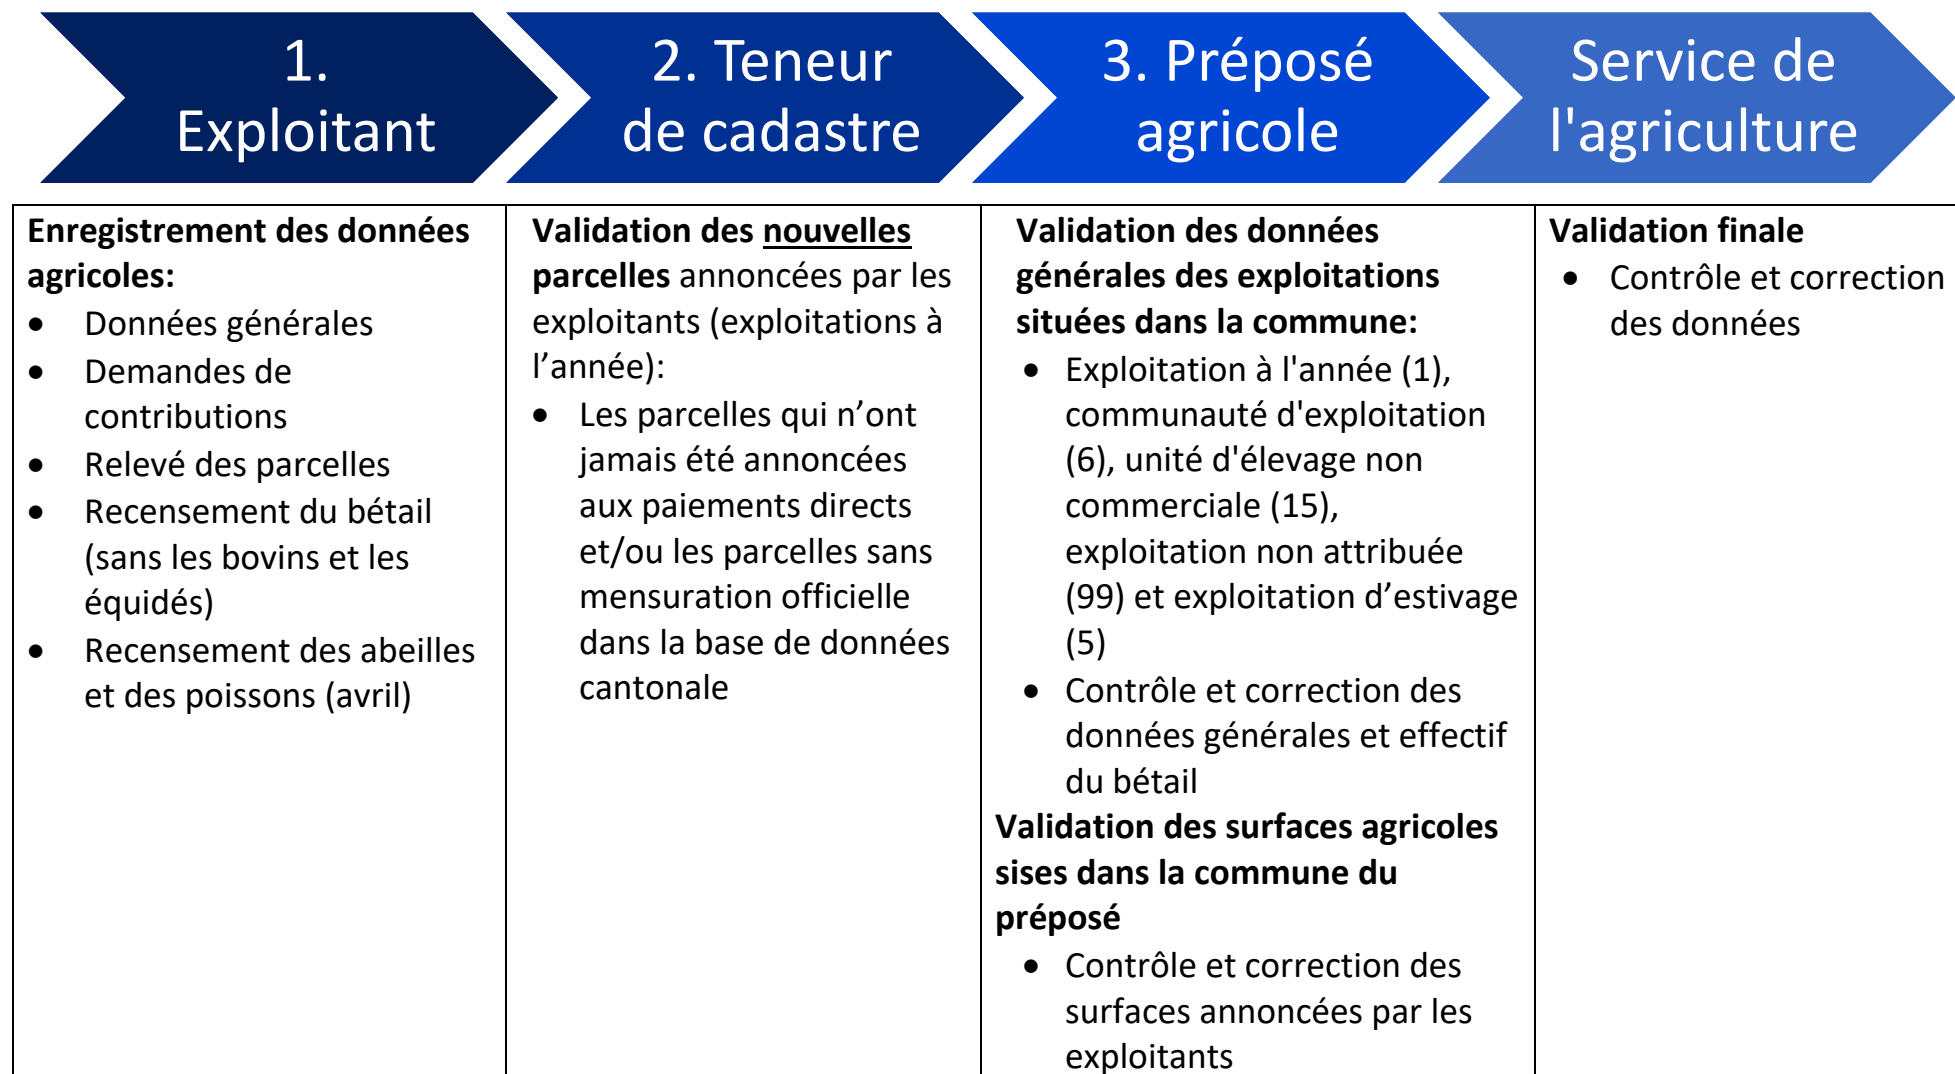 1.
Exploitant
2. Teneur
de cadastre
3. Préposé
agricole
Service de
l'agriculture
Enregistrement des données
agricoles:
• Données générales
• Demandes de
contributions
• Relevé des parcelles
• Recensement du bétail
(sans les bovins et les
équidés)
• Recensement des abeilles
et des poissons (avril)
Validation des nouvelles
parcelles annoncées par les
exploitants (exploitations à
l’année):
• Les parcelles qui n’ont
jamais été annoncées
aux paiements directs
et/ou les parcelles sans
mensuration officielle
dans la base de données
cantonale
Validation des données
générales des exploitations
situées dans la commune:
• Exploitation à l'année (1),
communauté d'exploitation
(6), unité d'élevage non
commerciale (15),
exploitation non attribuée
(99) et exploitation d’estivage
(5)
• Contrôle et correction des
données générales et effectif
du bétail
Validation des surfaces agricoles
sises dans la commune du
préposé
• Contrôle et correction des
surfaces annoncées par les
exploitants
Validation finale
• Contrôle et correction
des données